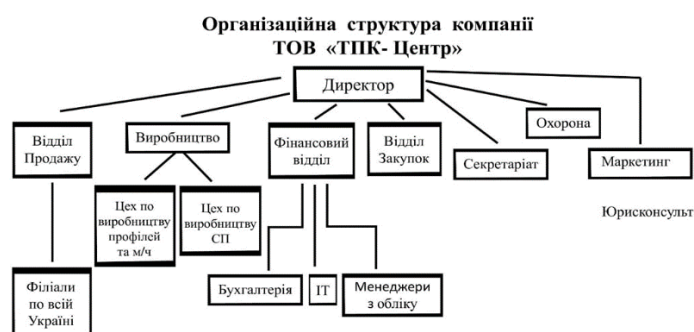 Організаційна структура компанії
ТОВ «ТПК- Центр»
Директор
Відділ
Продажу
Виробництво
Фінансовий
відділ
Відділ
Закупок
Секретаріат
Охорона
Маркетинг
Юрисконсульт
Цех по
виробництву
профілей
та м/ч
Цех по
виробництву
СП
Філіали
по всій
Україні
Бухгалтерія
ІТ
Менеджери
з обліку